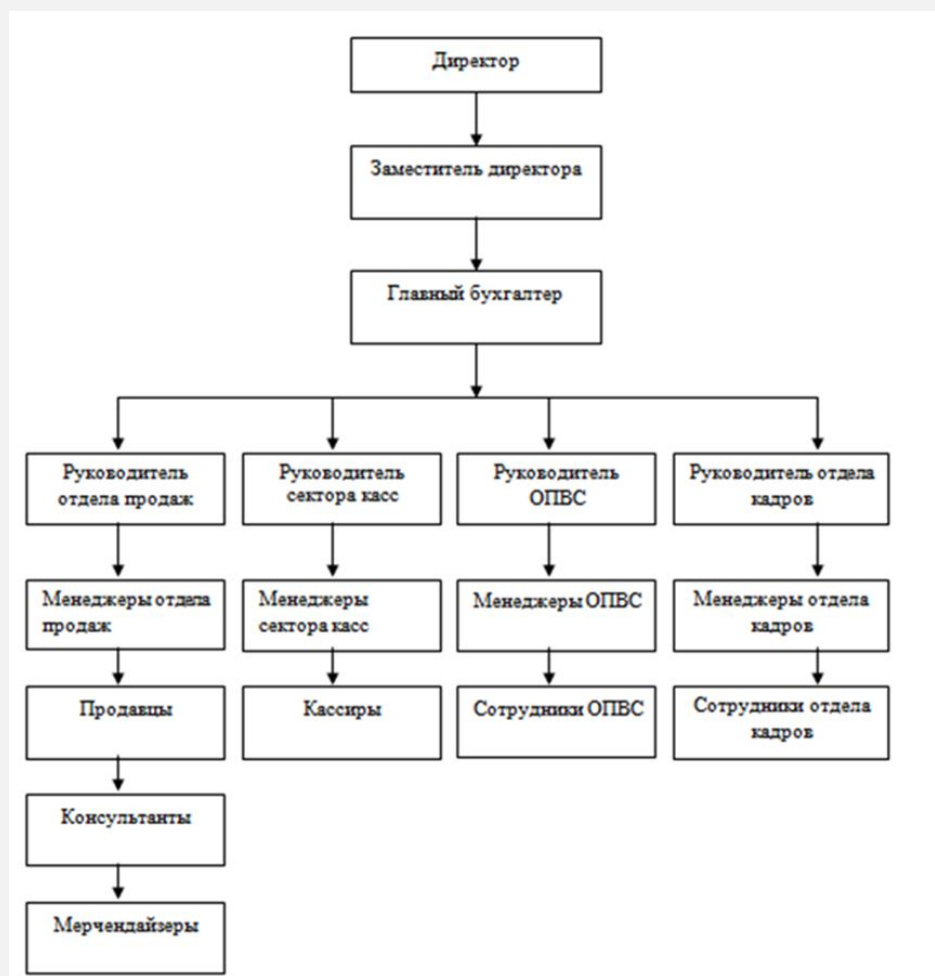 Директор
Заместитель директора
Главный бухгалтер
Руководитель
отдела продаж
Руководитель
сектора касс
Руководитель
ОПВС
Руководитель отдела
кадров
Менеджеры отдела
продаж
Менеджеры
сектора касс
Менеджеры ОПВС
Менеджеры отдела
кадров
Продавцы
Кассиры
Сотрудники ОПВС
Сотрудники отдела
кадров
Консультанты
Мерчендайзеры